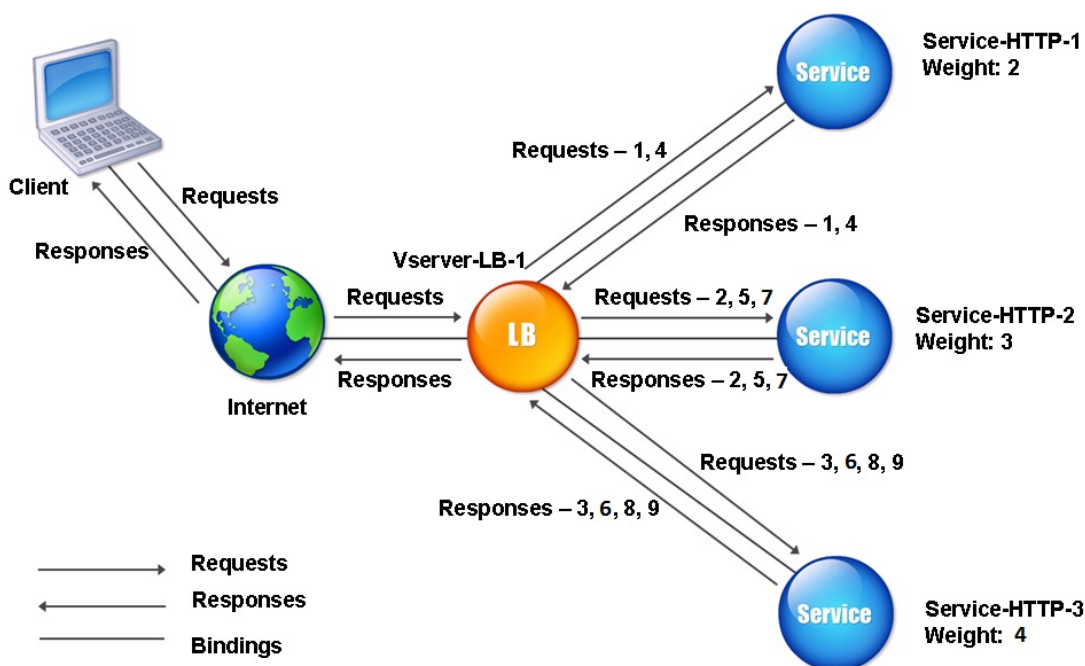 Service-HTTP-1
Weight: 2
Service
Requests – 1, 4
Client
Requests
Responses
Responses – 1, 4
Vserver-LB-1
Requests
Requests – 2, 5, 7
Service-HTTP-2
Weight: 3
LB
Service
Responses
Responses – 2, 5, 7
Internet
Requests – 3, 6, 8, 9
Responses – 3, 6, 8, 9
Requests
Responses
Bindings
Service
Service-HTTP-3
Weight: 4